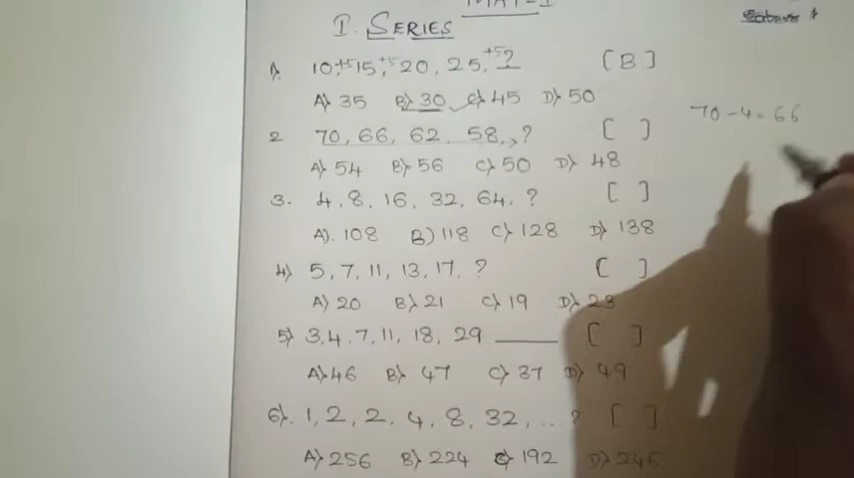 I. SERIES
1). 10, +5 15, +5 20, 25, +5 ? [B]
A) 35 B) 30 C) 45 D) 50
2 70, 66, 62, 58, ? [ ]
70 - 4 = 66
A) 54 B) 56 C) 50 D) 48
3. 4, 8, 16, 32, 64, ? [ ]
A). 108 B) 118 C) 128 D) 138
4) 5, 7, 11, 13, 17, ? [ ]
A) 20 B) 21 C) 19 D) 23
5) 3, 4, 7, 11, 18, 29 ____ [ ]
A) 46 B) 47 C) 37 D) 49
6). 1, 2, 2, 4, 8, 32, ... ? [ ]
A) 256 B) 224 C) 192 D) 246